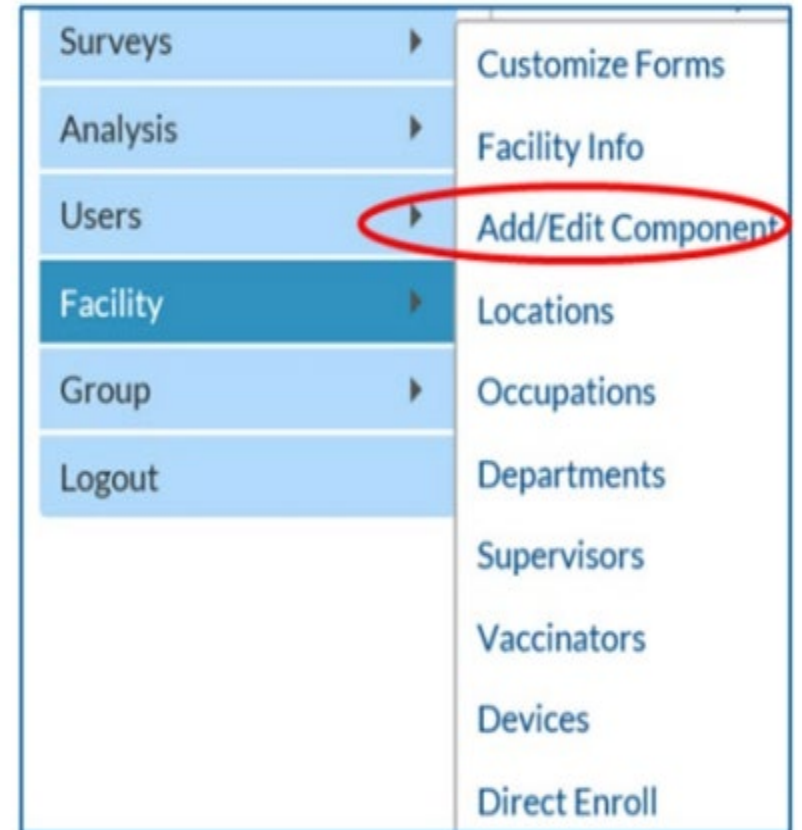 Surveys
Analysis
Users
Facility
Group
Logout
Customize Forms
Facility Info
Add/Edit Component
Locations
Occupations
Departments
Supervisors
Vaccinators
Devices
Direct Enroll